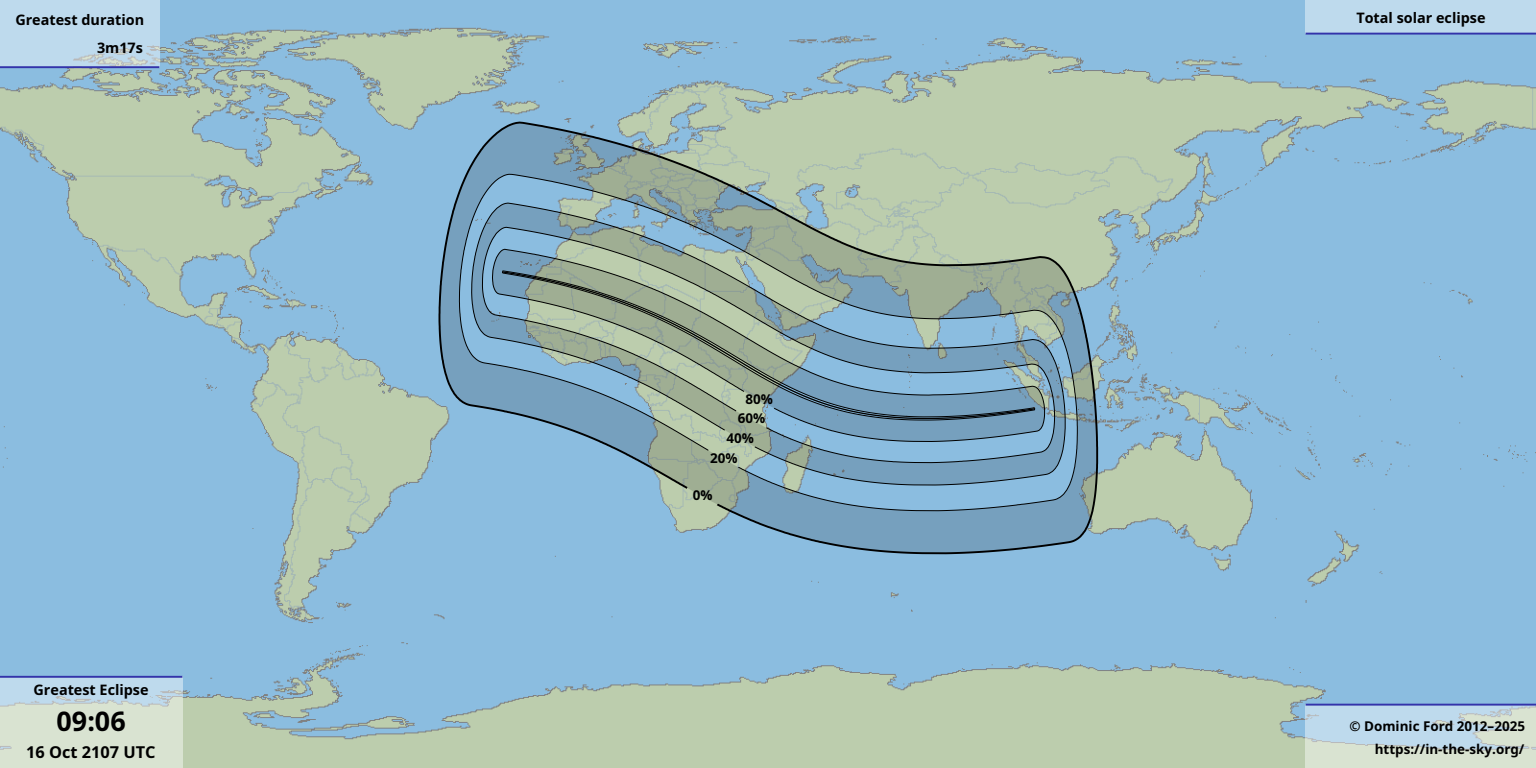 Greatest duration
3m17s
Total solar eclipse
80%
60%
40%
20%
0%
Greatest Eclipse
09:06
16 Oct 2107 UTC
© Dominic Ford 2012–2025
https://in-the-sky.org/